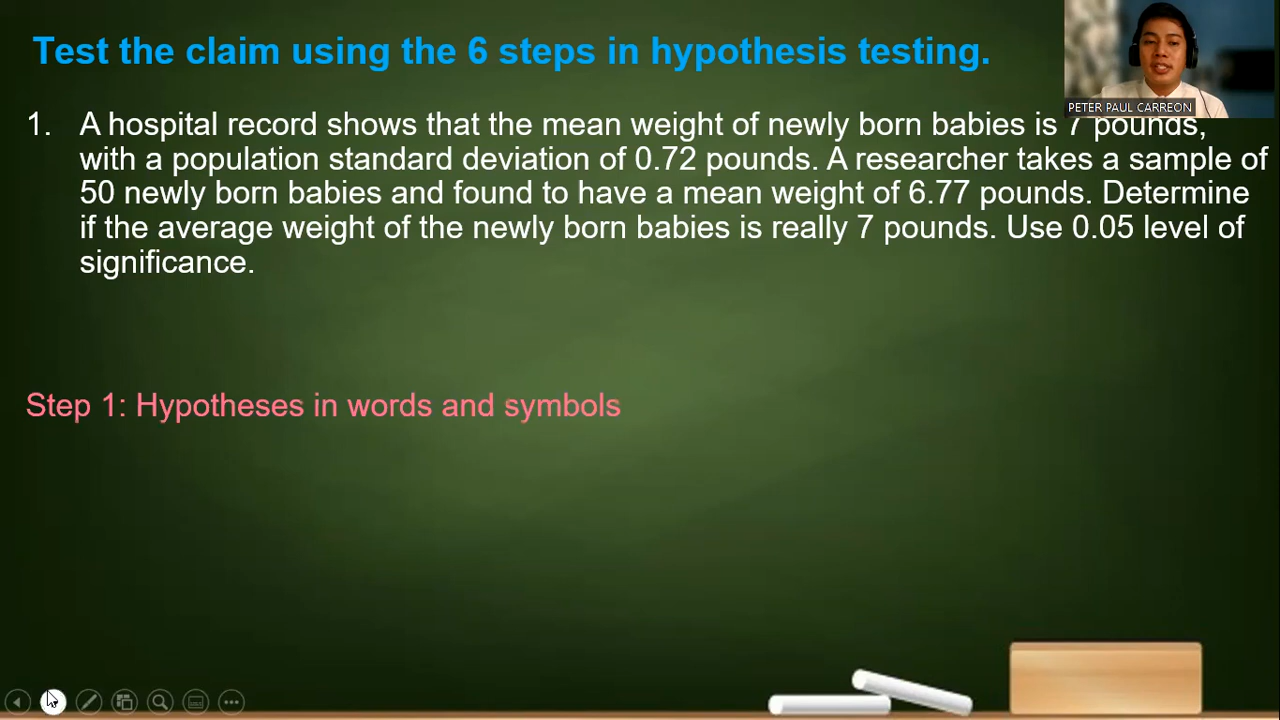 Test the claim using the 6 steps in hypothesis testing.
PETER PAUL CARREON
1. A hospital record shows that the mean weight of newly born babies is 7 pounds,
with a population standard deviation of 0.72 pounds. A researcher takes a sample of
50 newly born babies and found to have a mean weight of 6.77 pounds. Determine
if the average weight of the newly born babies is really 7 pounds. Use 0.05 level of
significance.
Step 1: Hypotheses in words and symbols